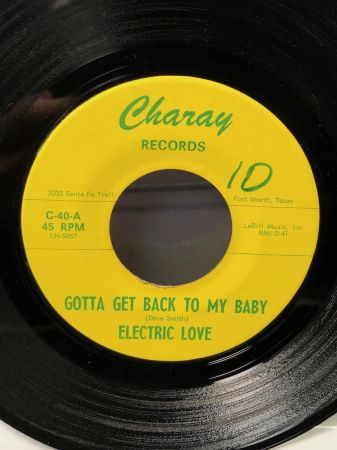 Charay
RECORDS
1D
3032 Santa Fe Trail
Fort Worth, Texas
C-40-A
45 RPM
LH-5057
LeBill Music, Inc.
BMI-2:41
GOTTA GET BACK TO MY BABY
(Dave Smith)
ELECTRIC LOVE